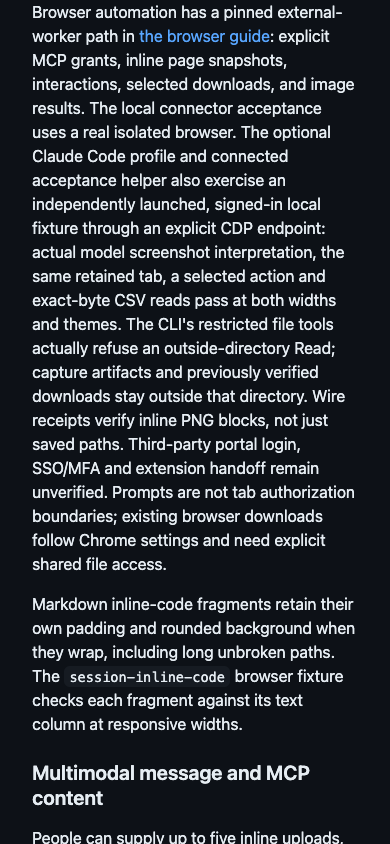 Browser automation has a pinned external-
worker path in the browser guide: explicit
MCP grants, inline page snapshots,
interactions, selected downloads, and image
results. The local connector acceptance
uses a real isolated browser. The optional
Claude Code profile and connected
acceptance helper also exercise an
independently launched, signed-in local
fixture through an explicit CDP endpoint:
actual model screenshot interpretation, the
same retained tab, a selected action and
exact-byte CSV reads pass at both widths
and themes. The CLI's restricted file tools
actually refuse an outside-directory Read;
capture artifacts and previously verified
downloads stay outside that directory. Wire
receipts verify inline PNG blocks, not just
saved paths. Third-party portal login,
SSO/MFA and extension handoff remain
unverified. Prompts are not tab authorization
boundaries; existing browser downloads
follow Chrome settings and need explicit
shared file access.
Markdown inline-code fragments retain their
own padding and rounded background when
they wrap, including long unbroken paths.
The session-inline-code browser fixture
checks each fragment against its text
column at responsive widths.
Multimodal message and MCP
content
People can supply up to five inline uploads,